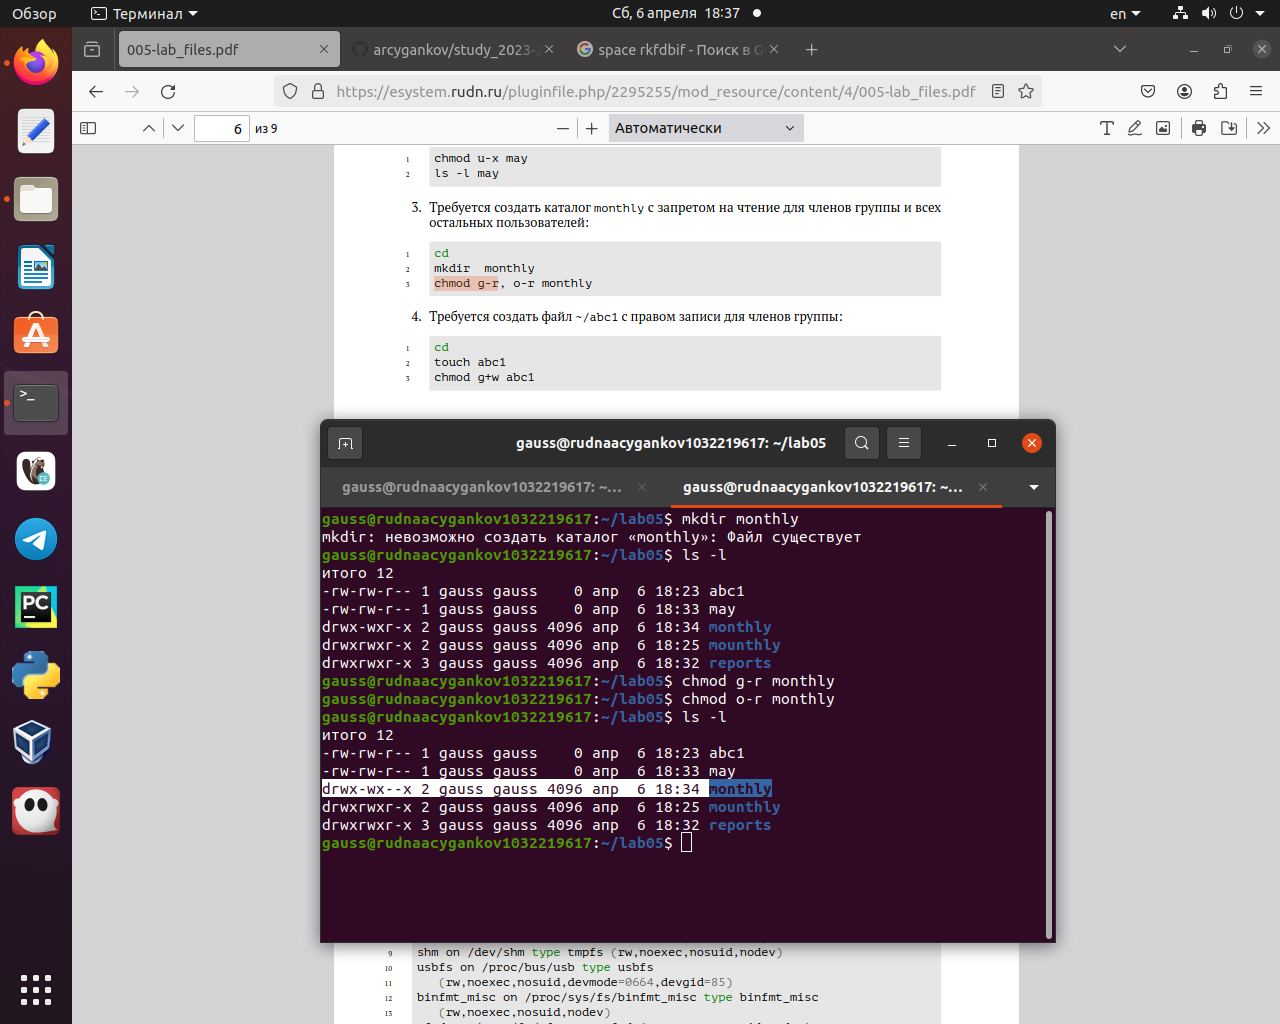 Обзор
Терминал
Сб, 6 апреля 18:37
en
005-lab_files.pdf
arcygankov/study_2023-2
space rkfdbif - Поиск в G
https://esystem.rudn.ru/pluginfile.php/2295255/mod_resource/content/4/005-lab_files.pdf
6
из 9
Автоматически
1 chmod u-x may
2 ls -l may
3. Требуется создать каталог monthly с запретом на чтение для членов группы и всех
остальных пользователей:
1 cd
2 mkdir  monthly
3 chmod g-r, o-r monthly
4. Требуется создать файл ~/abc1 с правом записи для членов группы:
1 cd
2 touch abc1
3 chmod g+w abc1
gauss@rudnaacygankov1032219617: ~/lab05
gauss@rudnaacygankov1032219617: ~...
gauss@rudnaacygankov1032219617: ~...
gauss@rudnaacygankov1032219617:~/lab05$ mkdir monthly
mkdir: невозможно создать каталог «monthly»: Файл существует
gauss@rudnaacygankov1032219617:~/lab05$ ls -l
итого 12
-rw-rw-r-- 1 gauss gauss    0 апр  6 18:23 abc1
-rw-rw-r-- 1 gauss gauss    0 апр  6 18:33 may
drwx-wxr-x 2 gauss gauss 4096 апр  6 18:34 monthly
drwxrwxr-x 2 gauss gauss 4096 апр  6 18:25 mounthly
drwxrwxr-x 3 gauss gauss 4096 апр  6 18:32 reports
gauss@rudnaacygankov1032219617:~/lab05$ chmod g-r monthly
gauss@rudnaacygankov1032219617:~/lab05$ chmod o-r monthly
gauss@rudnaacygankov1032219617:~/lab05$ ls -l
итого 12
-rw-rw-r-- 1 gauss gauss    0 апр  6 18:23 abc1
-rw-rw-r-- 1 gauss gauss    0 апр  6 18:33 may
drwx-wx--x 2 gauss gauss 4096 апр  6 18:34 monthly
drwxrwxr-x 2 gauss gauss 4096 апр  6 18:25 mounthly
drwxrwxr-x 3 gauss gauss 4096 апр  6 18:32 reports
gauss@rudnaacygankov1032219617:~/lab05$
9 shm on /dev/shm type tmpfs (rw,noexec,nosuid,nodev)
10 usbfs on /proc/bus/usb type usbfs
11 (rw,noexec,nosuid,devmode=0664,devgid=85)
12 binfmt_misc on /proc/sys/fs/binfmt_misc type binfmt_misc
13 (rw,noexec,nosuid,nodev)
>_
PC
CE